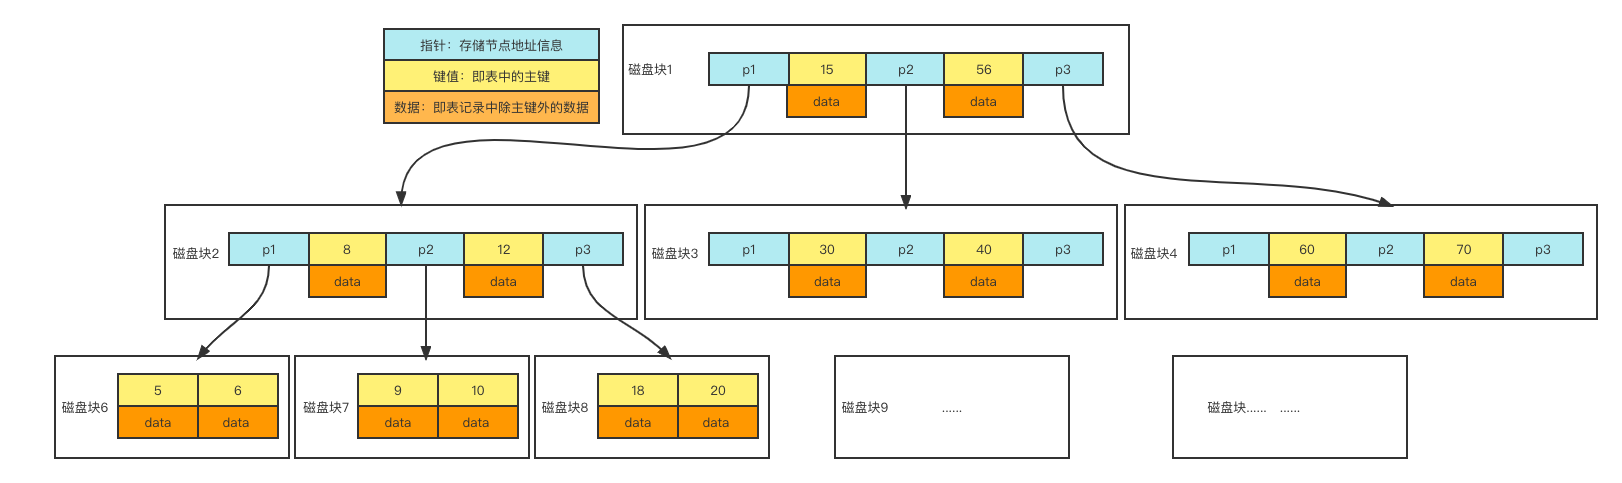 指针：存储节点地址信息
键值：即表中的主键
数据：即表记录中除主键外的数据
磁盘块1
p1 15 p2 56 p3
data data
磁盘块2
p1 8 p2 12 p3
data data
磁盘块3
p1 30 p2 40 p3
data data
磁盘块4
p1 60 p2 70 p3
data data
磁盘块6
5 6
data data
磁盘块7
9 10
data data
磁盘块8
18 20
data data
磁盘块9 ......
磁盘块...... ......